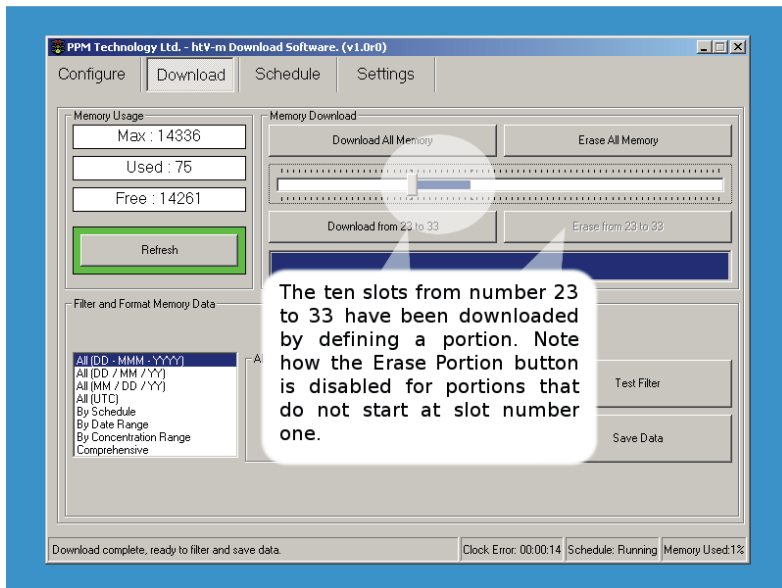 PPM Technology Ltd. - htV-m Download Software. (v1.0r0)
Configure
Download
Schedule
Settings
Memory Usage
Max : 14336
Used : 75
Free : 14261
Refresh
Memory Download
Download All Memory
Erase All Memory
Download from 23 to 33
Erase from 23 to 33
The ten slots from number 23
to 33 have been downloaded
by defining a portion. Note
how the Erase Portion button
is disabled for portions that
do not start at slot number
one.
Filter and Format Memory Data
All (DD - MMM - YYYY)
All (DD / MM / YY)
All (MM / DD / YY)
All (UTC)
By Schedule
By Date Range
By Concentration Range
Comprehensive
Test Filter
Save Data
Download complete, ready to filter and save data.
Clock Error: 00:00:14
Schedule: Running
Memory Used:1%